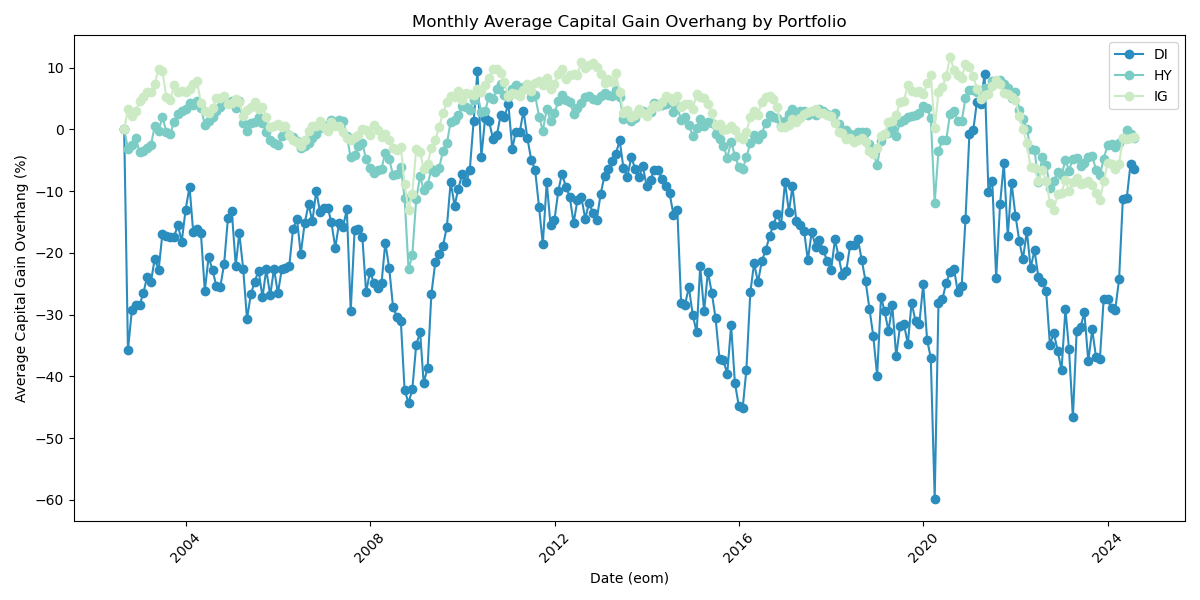 Monthly Average Capital Gain Overhang by Portfolio
DI
HY
IG
Average Capital Gain Overhang (%)
10
0
−10
−20
−30
−40
−50
−60
2004
2008
2012
2016
2020
2024
Date (eom)